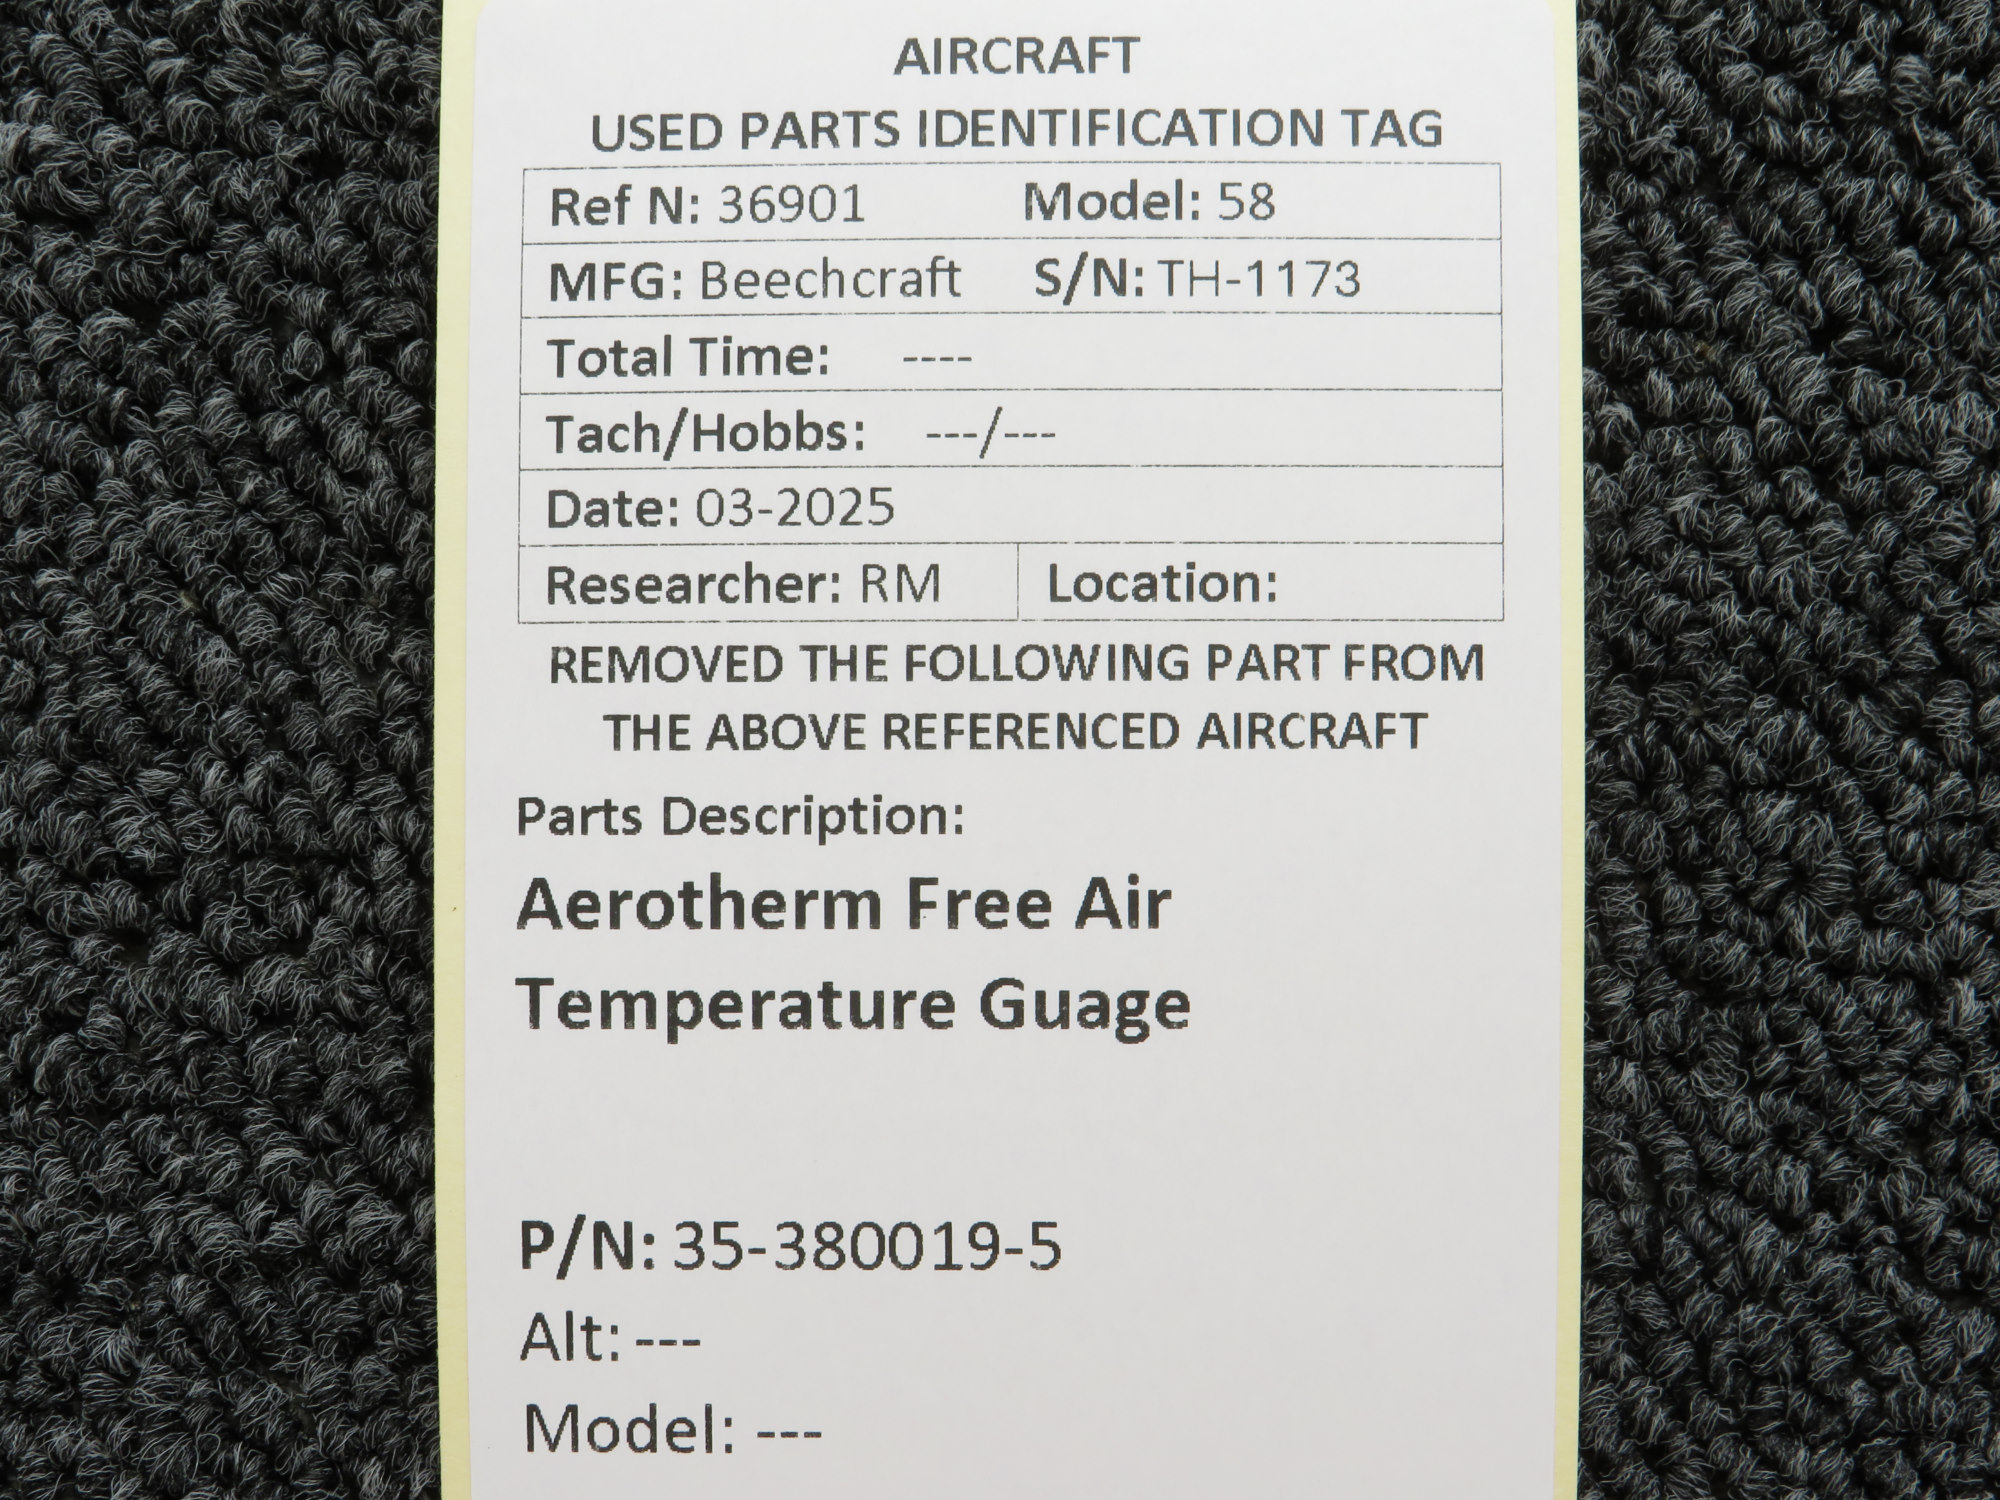 AIRCRAFT
USED PARTS IDENTIFICATION TAG
Ref N: 36901 Model: 58
MFG: Beechcraft S/N: TH-1173
Total Time: ----
Tach/Hobbs: ---/---
Date: 03-2025
Researcher: RM Location:
REMOVED THE FOLLOWING PART FROM
THE ABOVE REFERENCED AIRCRAFT
Parts Description:
Aerotherm Free Air
Temperature Guage
P/N: 35-380019-5
Alt: ---
Model: ---